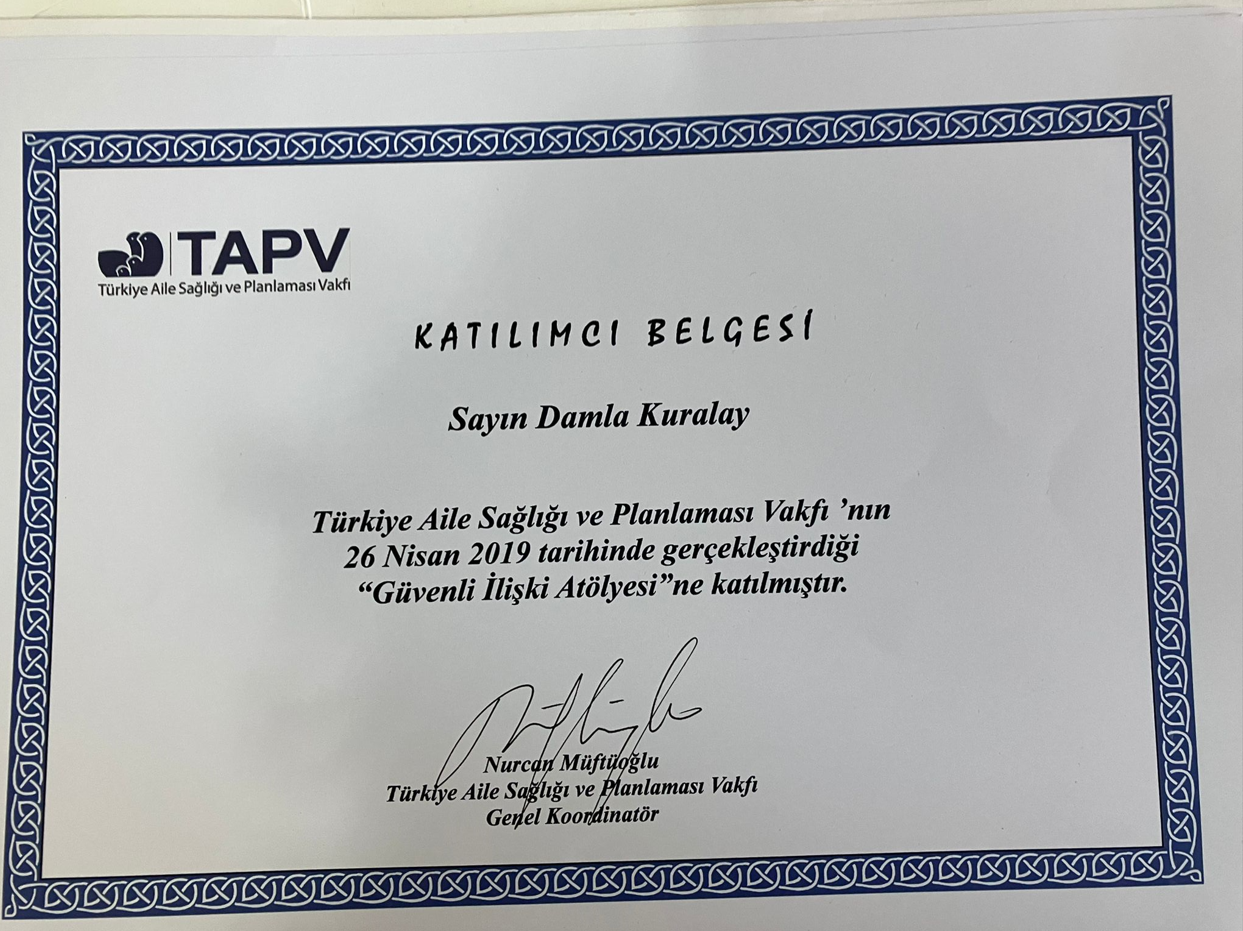 TAPV
Türkiye Aile Sağlığı ve Planlaması Vakfı
KATILIMCI BELGESİ
Sayın Damla Kuralay
Türkiye Aile Sağlığı ve Planlaması Vakfı ’nın
26 Nisan 2019 tarihinde gerçekleştirdiği
“Güvenli İlişki Atölyesi”ne katılmıştır.
Nurcan Müftüoğlu
Türkiye Aile Sağlığı ve Planlaması Vakfı
Genel Koordinatör